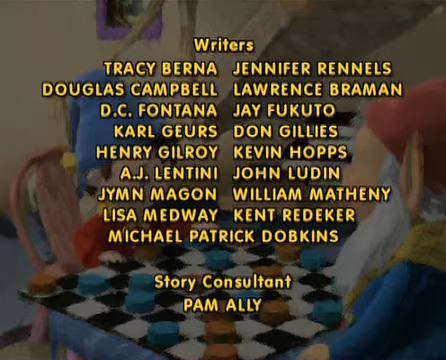 Writers
TRACY BERNA JENNIFER RENNELS
DOUGLAS CAMPBELL LAWRENCE BRAMAN
D.C. FONTANA JAY FUKUTO
KARL GEURS DON GILLIES
HENRY GILROY KEVIN HOPPS
A.J. LENTINI JOHN LUDIN
JYMN MAGON WILLIAM MATHENY
LISA MEDWAY KENT REDEKER
MICHAEL PATRICK DOBKINS
Story Consultant
PAM ALLY